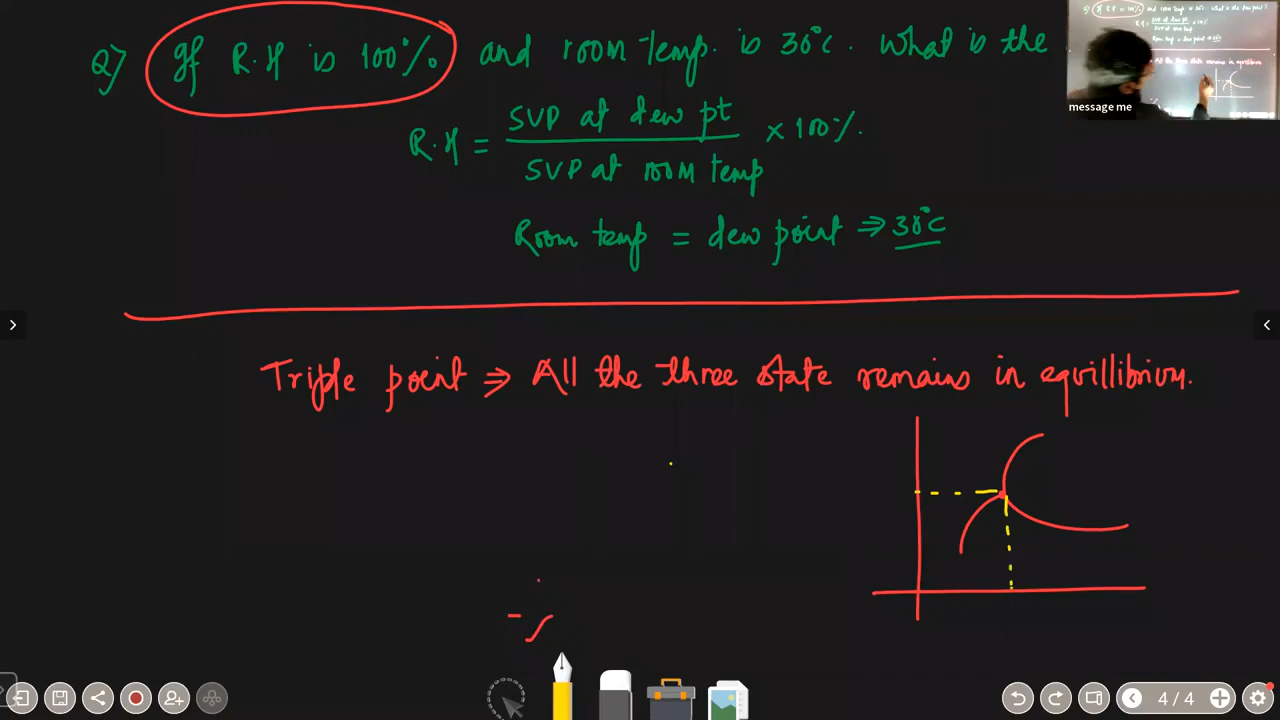 Q) If R.H is 100% and room temp. is 30°C. What is the
R.H = SVP at dew pt × 100%.
SVP at room temp
Room temp = dew point ⇒ 30°C
Triple point ⇒ All the three state remains in equillibrium.
message me
4/4